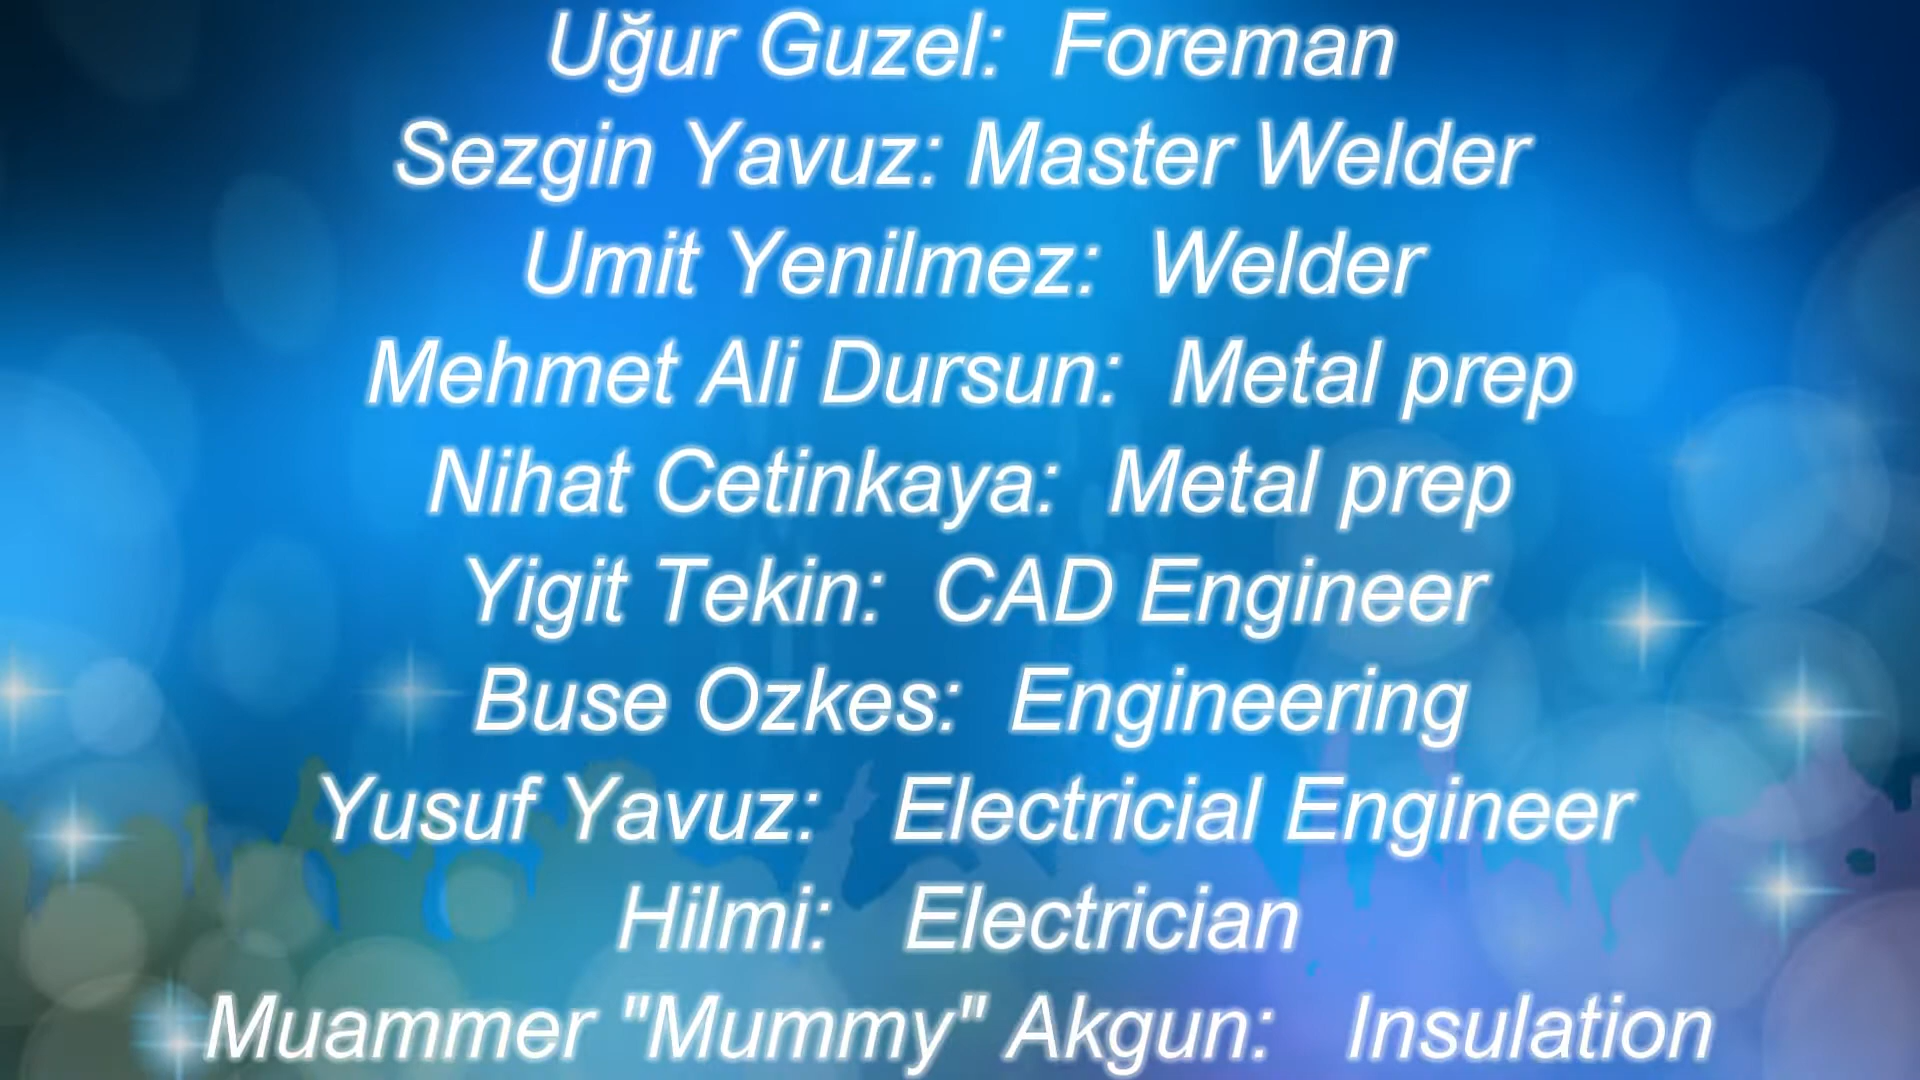 Uğur Guzel: Foreman
Sezgin Yavuz: Master Welder
Umit Yenilmez: Welder
Mehmet Ali Dursun: Metal prep
Nihat Cetinkaya: Metal prep
Yigit Tekin: CAD Engineer
Buse Ozkes: Engineering
Yusuf Yavuz: Electricial Engineer
Hilmi: Electrician
Muammer "Mummy" Akgun: Insulation